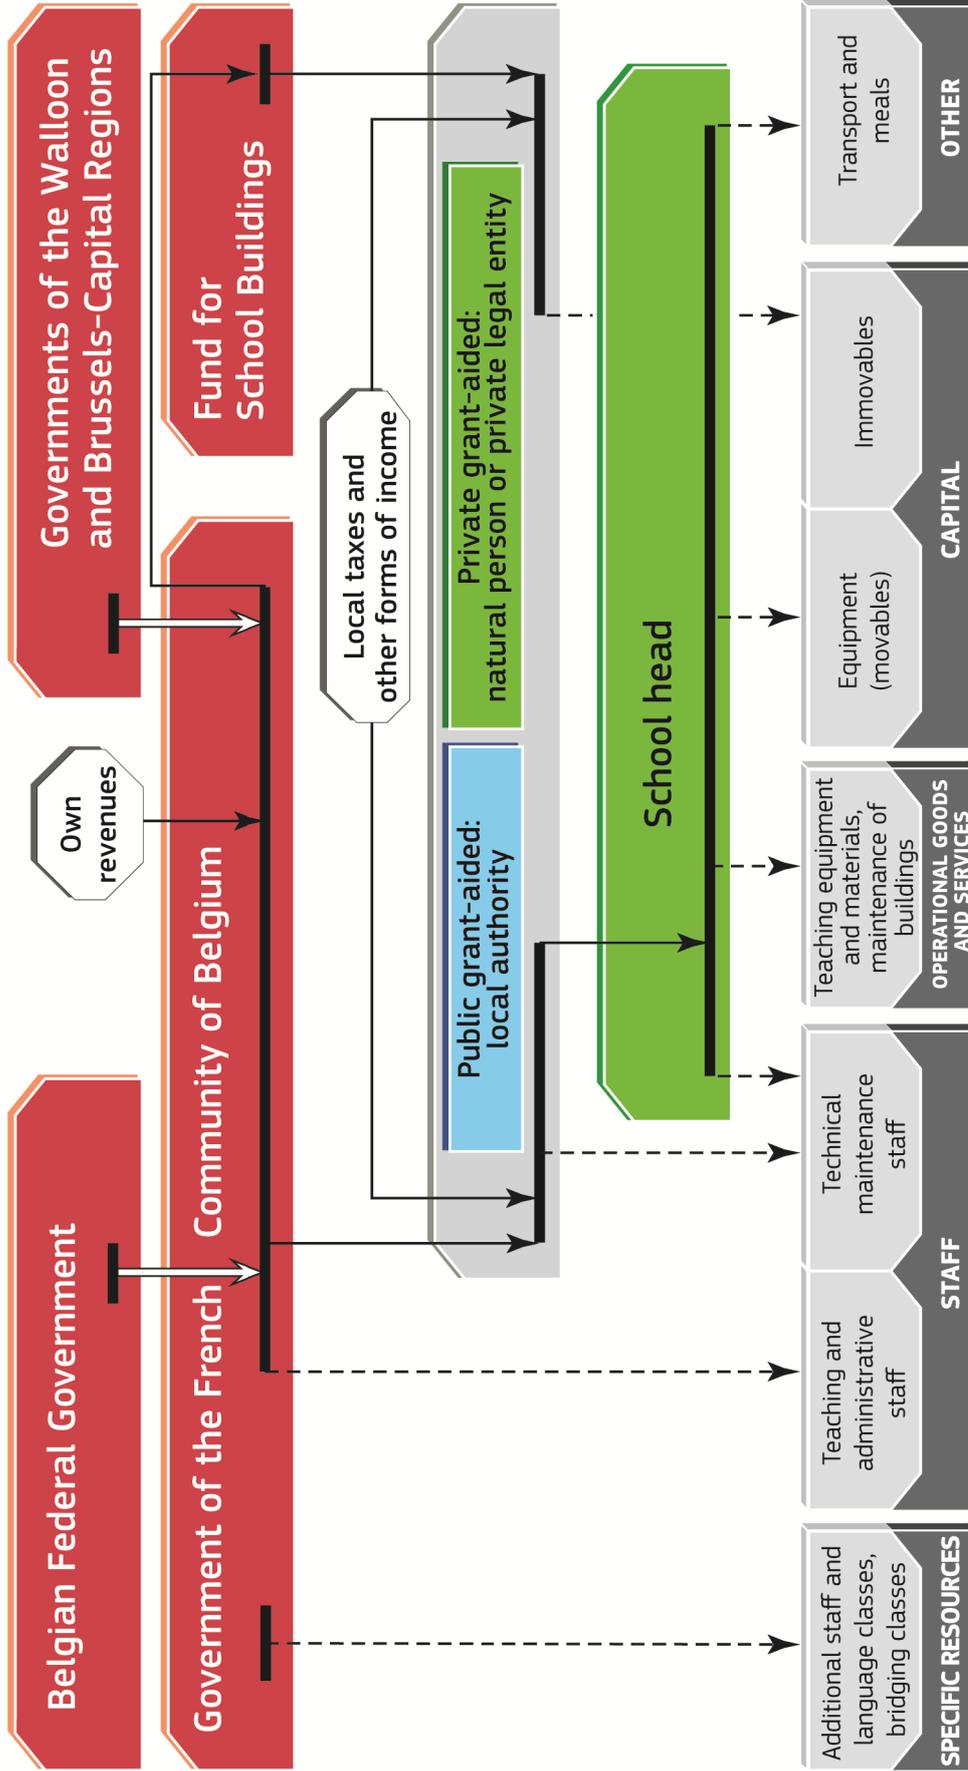 Belgian Federal Government
Own
revenues
Governments of the Walloon
and Brussels-Capital Regions
Government of the French Community of Belgium
Fund for
School Buildings
Local taxes and
other forms of income
Public grant-aided:
local authority
Private grant-aided:
natural person or private legal entity
School head
Additional staff and
language classes,
bridging classes
Teaching and
administrative
staff
Technical
maintenance
staff
Teaching equipment
and materials,
maintenance of
buildings
Equipment
(movables)
Immovables
Transport and
meals
SPECIFIC RESOURCES
STAFF
OPERATIONAL GOODS
AND SERVICES
CAPITAL
OTHER